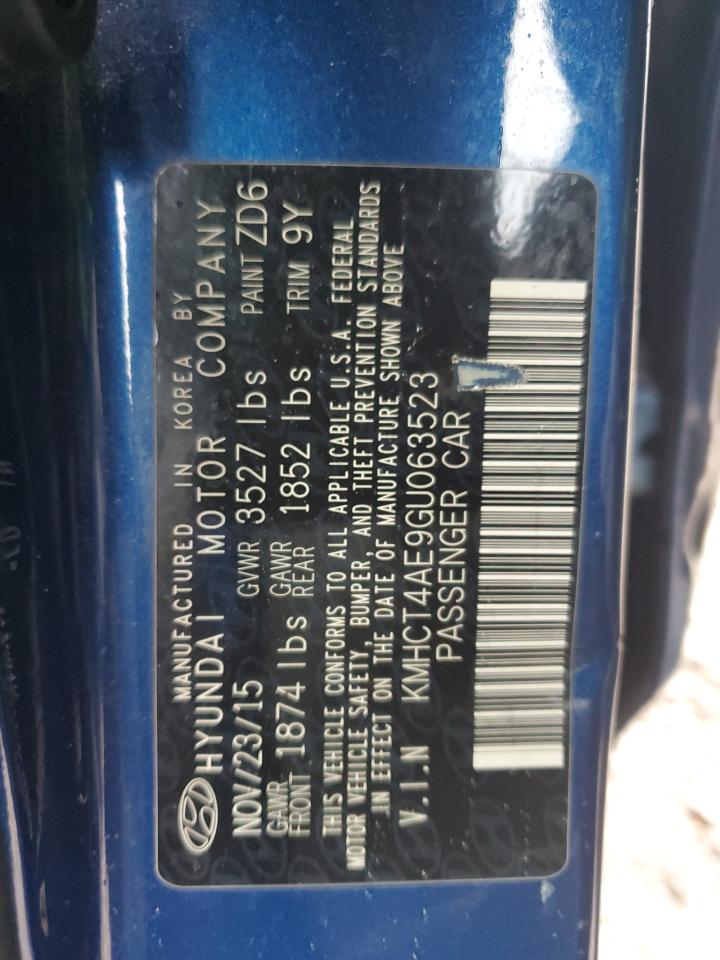 MANUFACTURED IN KOREA BY
HYUNDAI MOTOR COMPANY
NOV/23/15 GVWR 3527 lbs PAINT ZD6
GAWR FRONT 1874 lbs GAWR REAR 1852 lbs TRIM 9Y
THIS VEHICLE CONFORMS TO ALL APPLICABLE U.S.A. FEDERAL
MOTOR VEHICLE SAFETY, BUMPER, AND THEFT PREVENTION STANDARDS
IN EFFECT ON THE DATE OF MANUFACTURE SHOWN ABOVE
V.I.N KMHCT4AE9GU063523
PASSENGER CAR